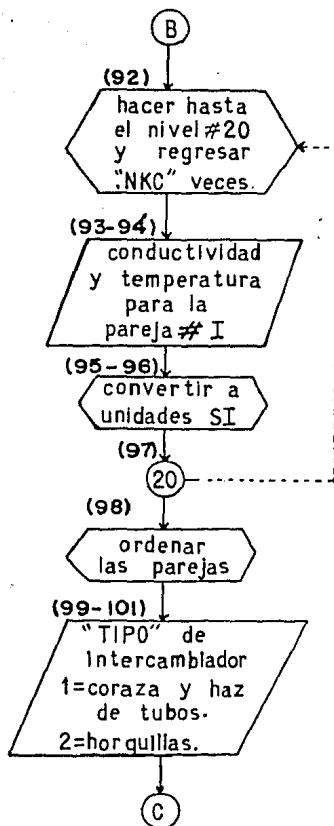 B
(92)
hacer hasta
el nivel #20
y regresar
"NKC" veces.
(93-94)
conductividad
y temperatura
para la
pareja # I
(95-96)
convertir a
unidades SI
(97)
20
(98)
ordenar
las parejas
(99-101)
"TIPO" de
Intercambiador
1=coraza y haz
de tubos.
2=horquillas.
C